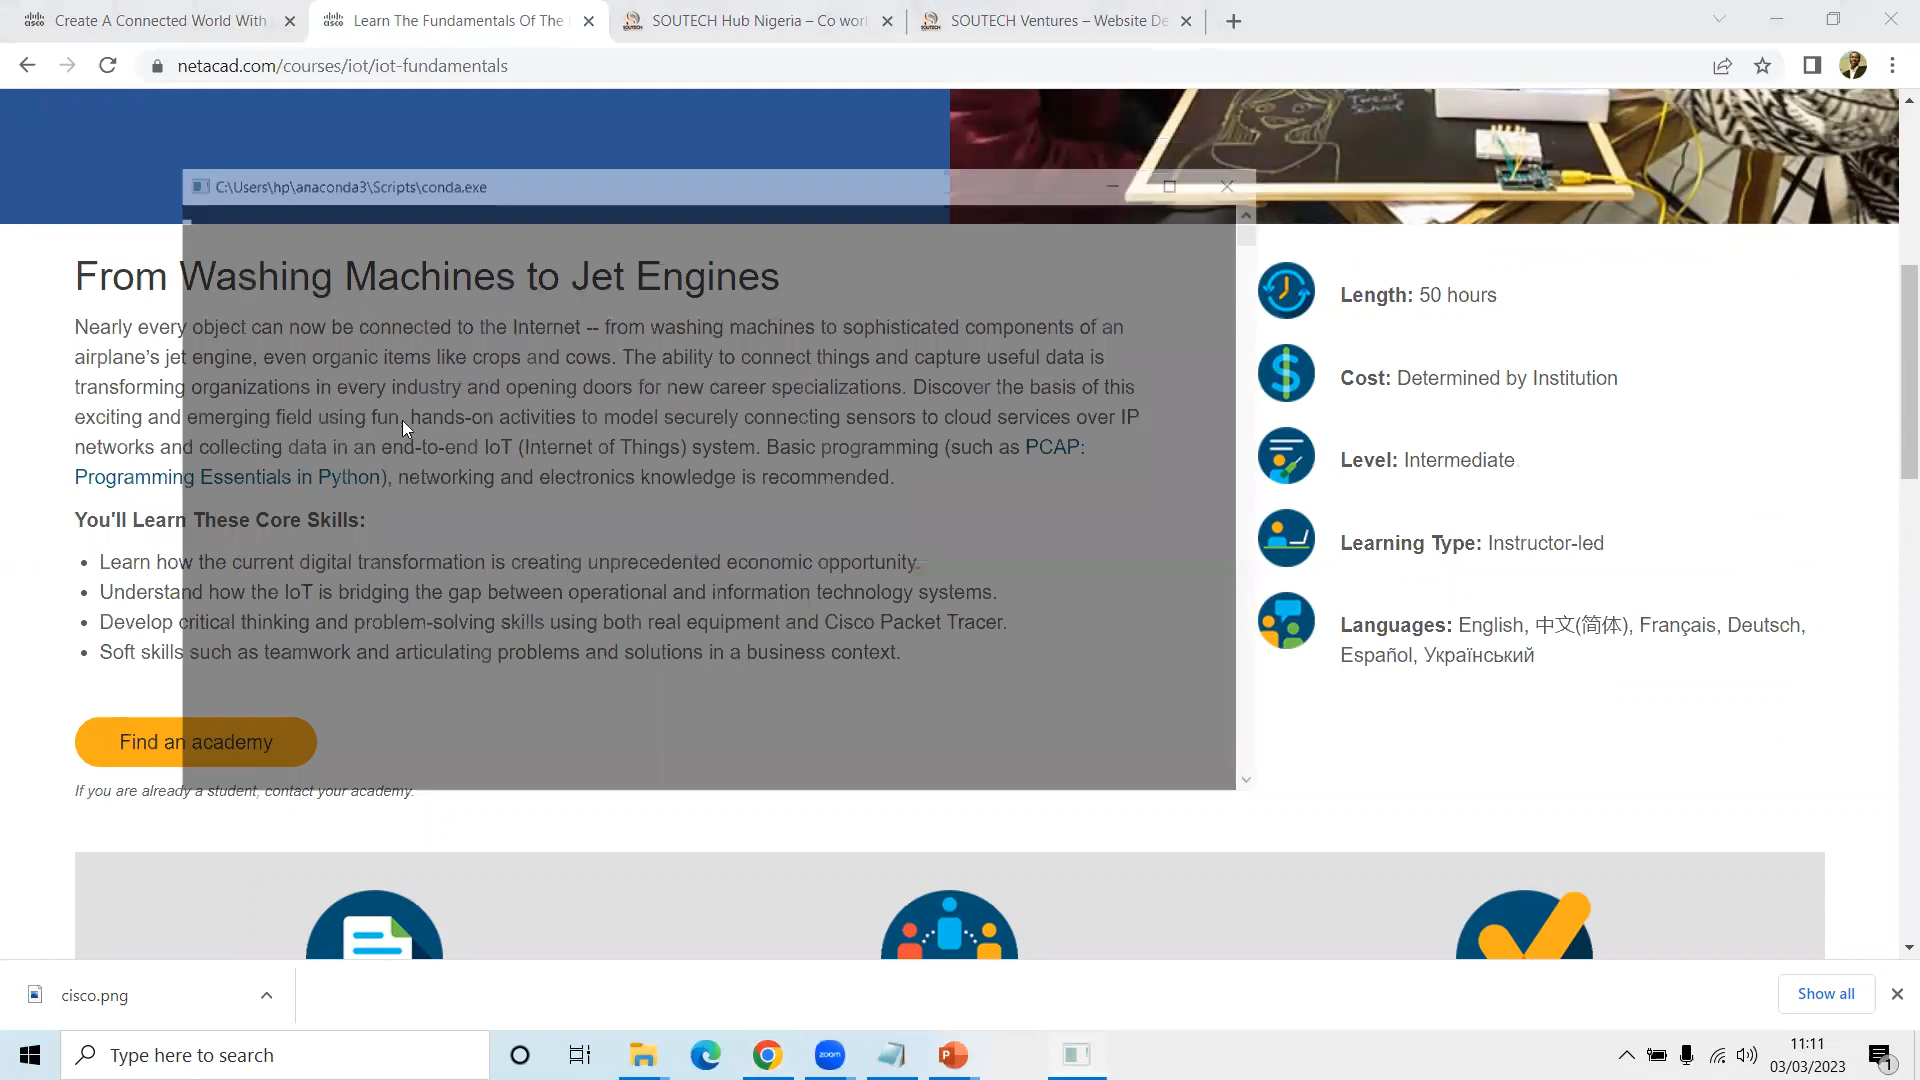 Create A Connected World With
Learn The Fundamentals Of The
SOUTECH Hub Nigeria – Co wor
SOUTECH Ventures – Website De
netacad.com/courses/iot/iot-fundamentals
C:\Users\hp\anaconda3\Scripts\conda.exe
From Washing Machines to Jet Engines
Nearly every object can now be connected to the Internet -- from washing machines to sophisticated components of an
airplane's jet engine, even organic items like crops and cows. The ability to connect things and capture useful data is
transforming organizations in every industry and opening doors for new career specializations. Discover the basis of this
exciting and emerging field using fun, hands-on activities to model securely connecting sensors to cloud services over IP
networks and collecting data in an end-to-end IoT (Internet of Things) system. Basic programming (such as PCAP:
Programming Essentials in Python), networking and electronics knowledge is recommended.
You'll Learn These Core Skills:
• Learn how the current digital transformation is creating unprecedented economic opportunity.
• Understand how the IoT is bridging the gap between operational and information technology systems.
• Develop critical thinking and problem-solving skills using both real equipment and Cisco Packet Tracer.
• Soft skills such as teamwork and articulating problems and solutions in a business context.
Find an academy
If you are already a student, contact your academy.
Length: 50 hours
Cost: Determined by Institution
Level: Intermediate
Learning Type: Instructor-led
Languages: English, 中文(简体), Français, Deutsch,
Español, Український
cisco.png
Show all
Type here to search
zoom
11:11
03/03/2023
1